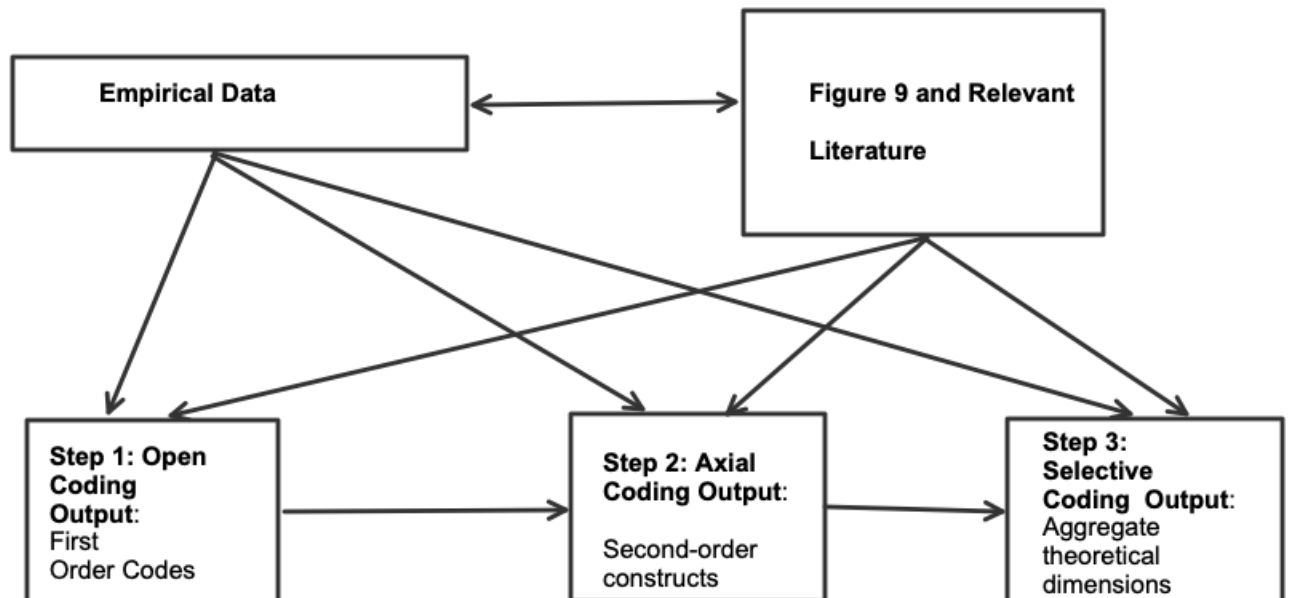 Empirical Data
Figure 9 and Relevant
Literature
Step 1: Open
Coding
Output:
First
Order Codes
Step 2: Axial
Coding Output:
Second-order
constructs
Step 3:
Selective
Coding Output:
Aggregate
theoretical
dimensions